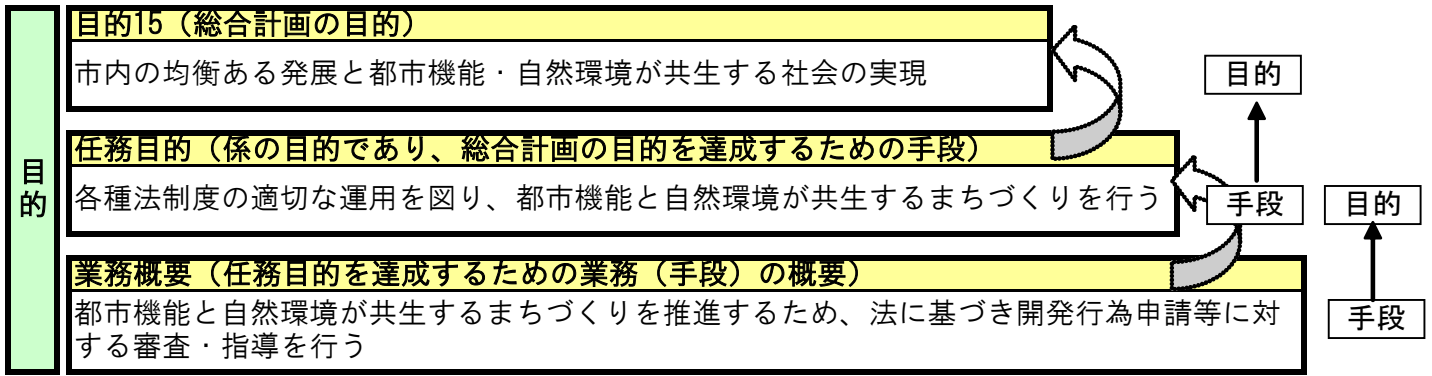 目的
目的15（総合計画の目的）
市内の均衡ある発展と都市機能・自然環境が共生する社会の実現
任務目的（係の目的であり、総合計画の目的を達成するための手段）
各種法制度の適切な運用を図り、都市機能と自然環境が共生するまちづくりを行う
業務概要（任務目的を達成するための業務（手段）の概要）
都市機能と自然環境が共生するまちづくりを推進するため、法に基づき開発行為申請等に対
する審査・指導を行う
目的
手段
目的
手段